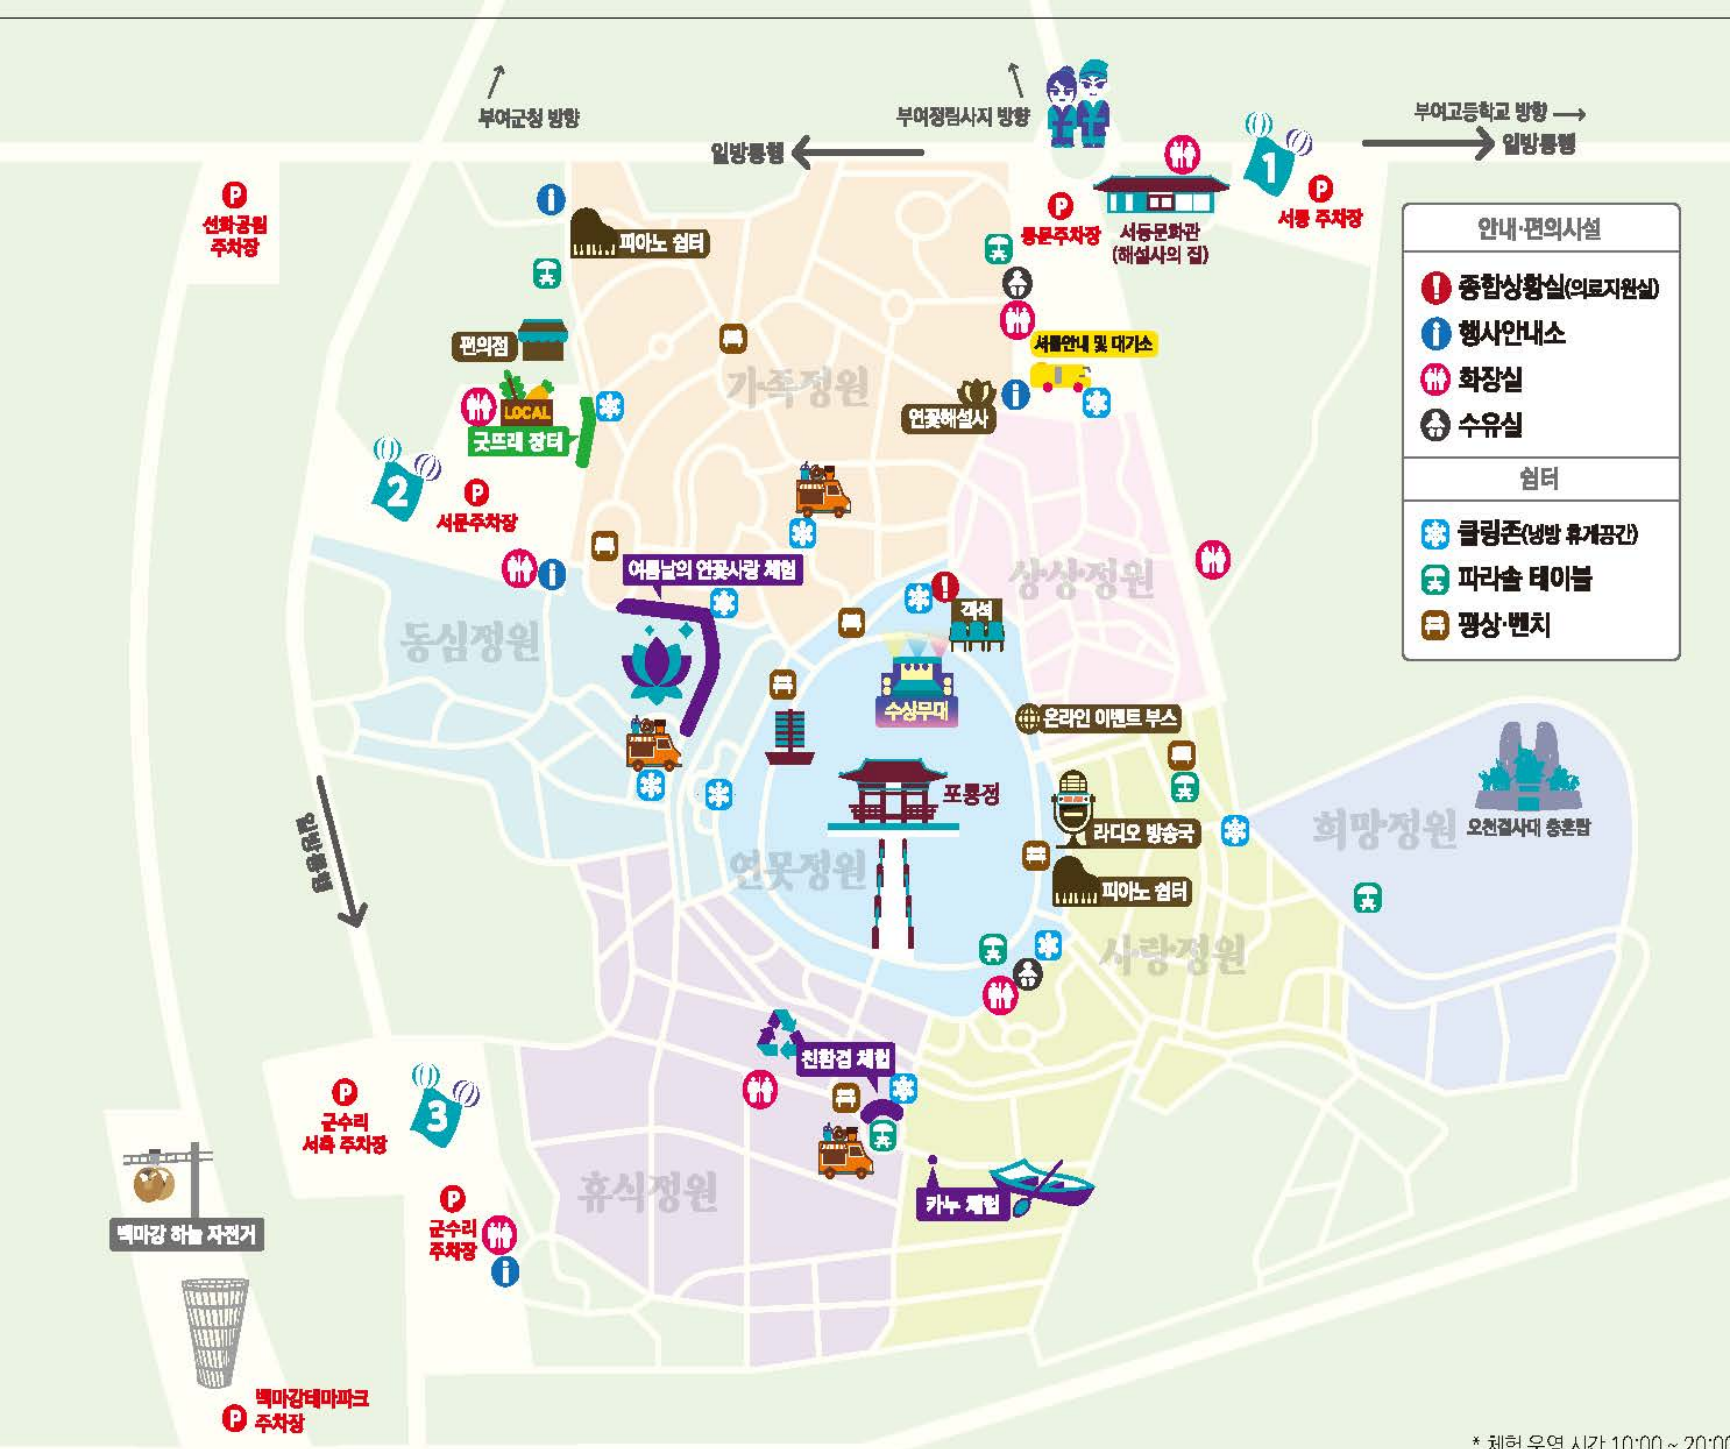 부여군청 방향
부여정림사지 방향
부여고등학교 방향
일방통행
일방통행
1
P
선화공원
주차장
P
동문주차장
서동문화관
(해설사의 집)
P
서동 주차장
i
피아노 쉼터
편의점
LOCAL
굿뜨래 장터
가족정원
셔틀안내 및 대기소
i
연꽃해설사
2
P
서문주차장
i
여름날의 연꽃사랑 체험
동심정원
상상정원
객석
수상무대
온라인 이벤트 부스
포룡정
라디오 방송국
피아노 쉼터
연못정원
사랑정원
희망정원
오천결사대 충혼탑
일방통행
친환경 체험
휴식정원
카누 체험
P
군수리
서측 주차장
3
P
군수리
주차장
i
백마강 하늘 자전거
P
백마강테마파크
주차장
안내·편의시설
종합상황실(의료지원실)
i 행사안내소
화장실
수유실
쉼터
쿨링존(냉방 휴게공간)
파라솔 테이블
평상·벤치
* 체험 운영 시간 10:00 ~ 20:00